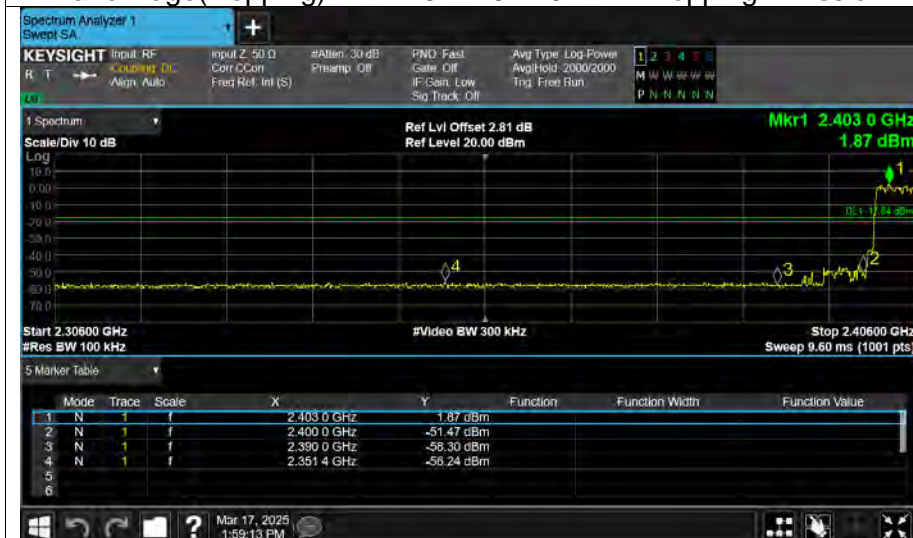 Spectrum Analyzer 1
Swept SA
+
KEYSIGHT Input: RF Input Z: 50 Ω #Atten: 30 dB PNO: Fast Avg Type: Log-Power 1 2 3 4 5 6
R T Coupling: DC Corr CCorr Preamp: Off Gate: Off Avg|Hold: 2000/2000 M W W W W W
Align: Auto Freq Ref: Int (S) IF Gain: Low Trig: Free Run
Sig Track: Off P N N N N N
1 Spectrum Ref Lvl Offset 2.81 dB Mkr1 2.403 0 GHz
Scale/Div 10 dB Ref Level 20.00 dBm 1.87 dBm
Log
10.0
0.00
-10.0
-20.0
-30.0
-40.0
-50.0
-60.0
-70.0
1
2
3
4
Start 2.30600 GHz #Video BW 300 kHz Stop 2.40600 GHz
#Res BW 100 kHz Sweep 9.60 ms (1001 pts)
5 Marker Table
Mode Trace Scale X Y Function Function Width Function Value
1 N 1 f 2.403 0 GHz 1.87 dBm
2 N 1 f 2.400 0 GHz -51.47 dBm
3 N 1 f 2.390 0 GHz -58.30 dBm
4 N 1 f 2.351 4 GHz -56.24 dBm
5
6
? Mar 17, 2025
1:59:13 PM